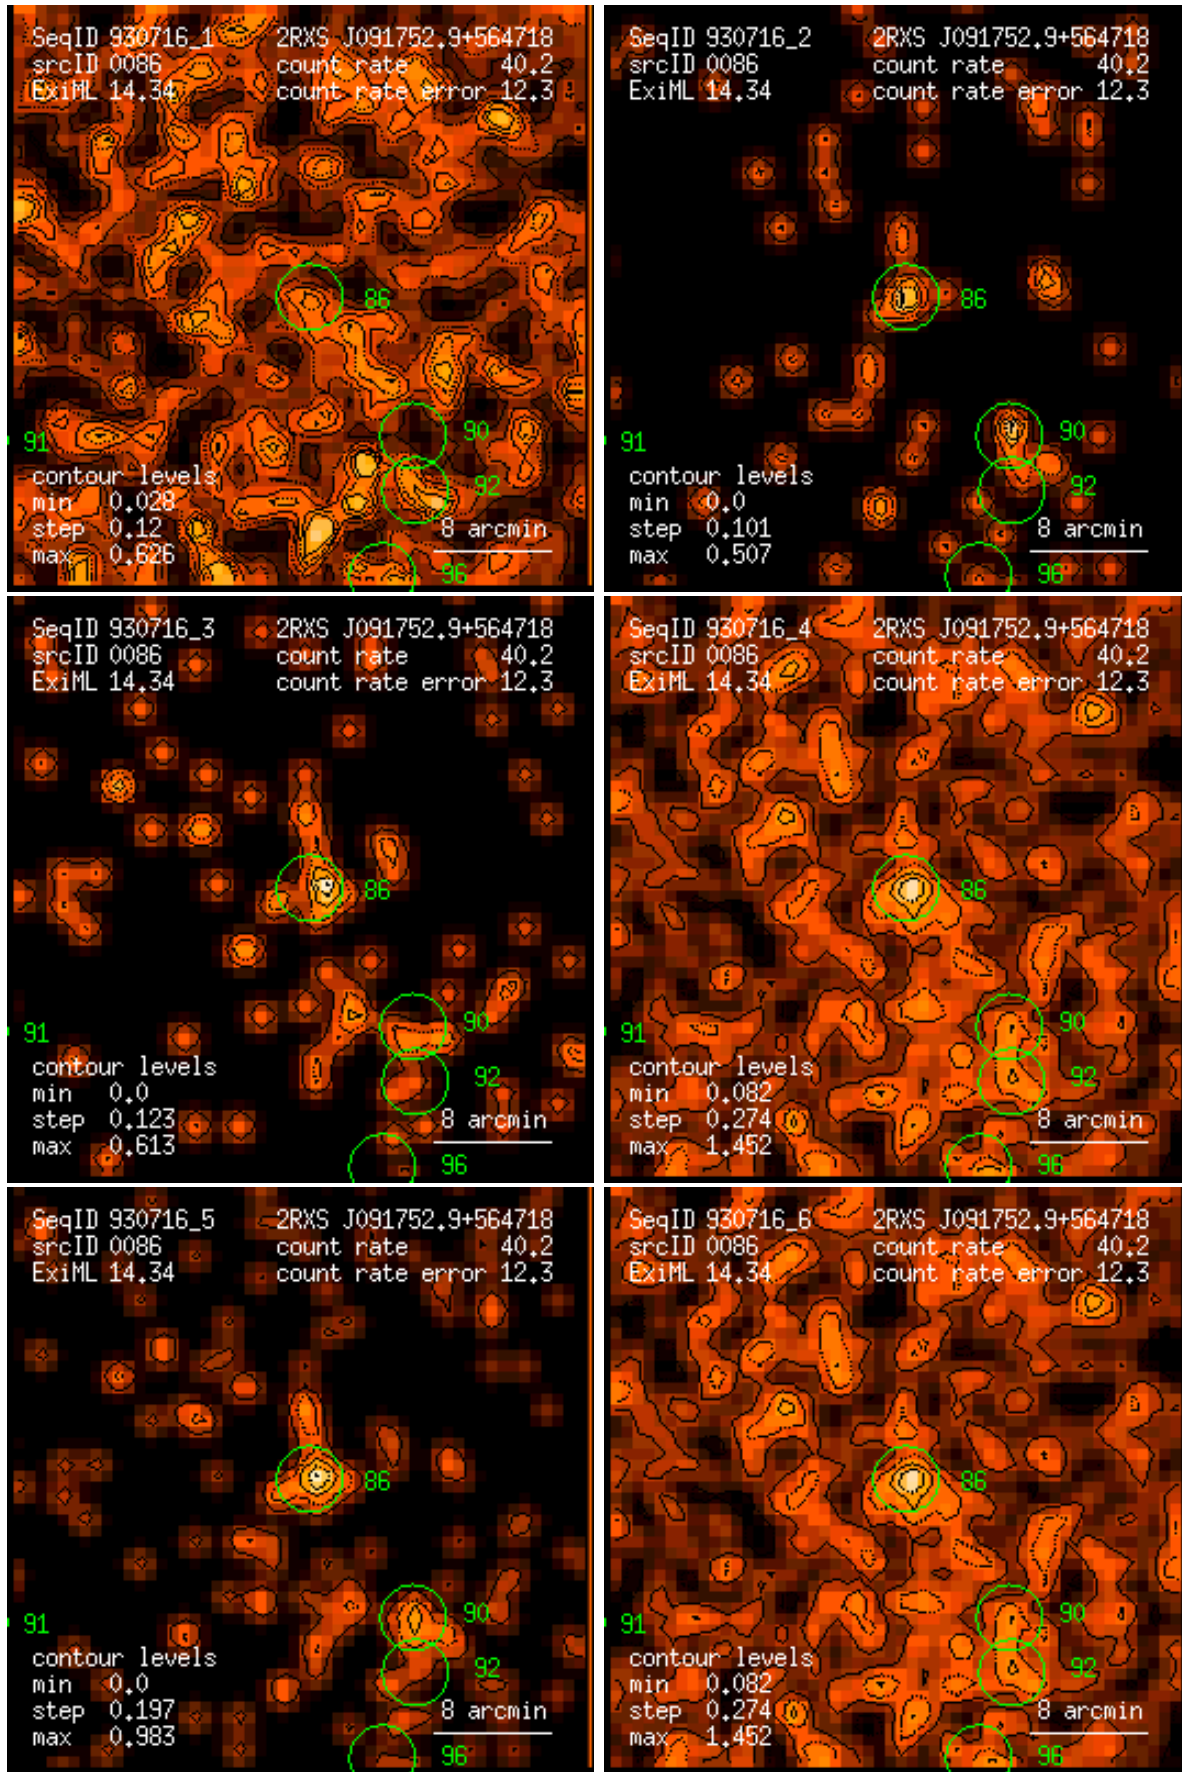 SeqID 930716_1 2RXS J091752.9+564718
srcID 0086 count rate 40.2
ExiML 14.34 count rate error 12.3
86
90
91
92
contour levels
min 0.028
step 0.12 8 arcmin
max 0.626
96
SeqID 930716_2 2RXS J091752.9+564718
srcID 0086 count rate 40.2
ExiML 14.34 count rate error 12.3
86
90
91
92
contour levels
min 0.0
step 0.101 8 arcmin
max 0.507
96
SeqID 930716_3 2RXS J091752.9+564718
srcID 0086 count rate 40.2
ExiML 14.34 count rate error 12.3
86
90
91
92
contour levels
min 0.0
step 0.123 8 arcmin
max 0.613
96
SeqID 930716_4 2RXS J091752.9+564718
srcID 0086 count rate 40.2
ExiML 14.34 count rate error 12.3
86
90
91
92
contour levels
min 0.082
step 0.274 8 arcmin
max 1.452
96
SeqID 930716_5 2RXS J091752.9+564718
srcID 0086 count rate 40.2
ExiML 14.34 count rate error 12.3
86
90
91
92
contour levels
min 0.0
step 0.197 8 arcmin
max 0.983
96
SeqID 930716_6 2RXS J091752.9+564718
srcID 0086 count rate 40.2
ExiML 14.34 count rate error 12.3
86
90
91
92
contour levels
min 0.082
step 0.274 8 arcmin
max 1.452
96